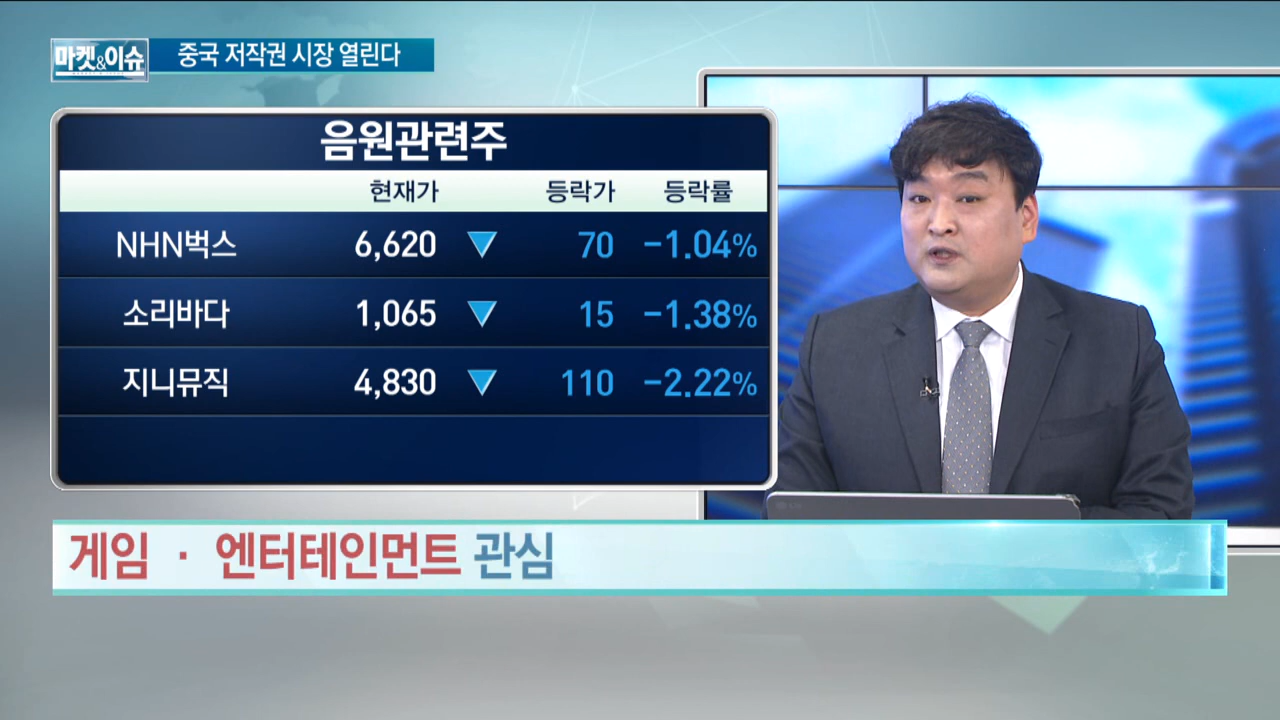 마켓&이슈 중국 저작권 시장 열린다
음원관련주
현재가 등락가 등락률
NHN벅스 6,620 ▼ 70 -1.04%
소리바다 1,065 ▼ 15 -1.38%
지니뮤직 4,830 ▼ 110 -2.22%
게임 · 엔터테인먼트 관심